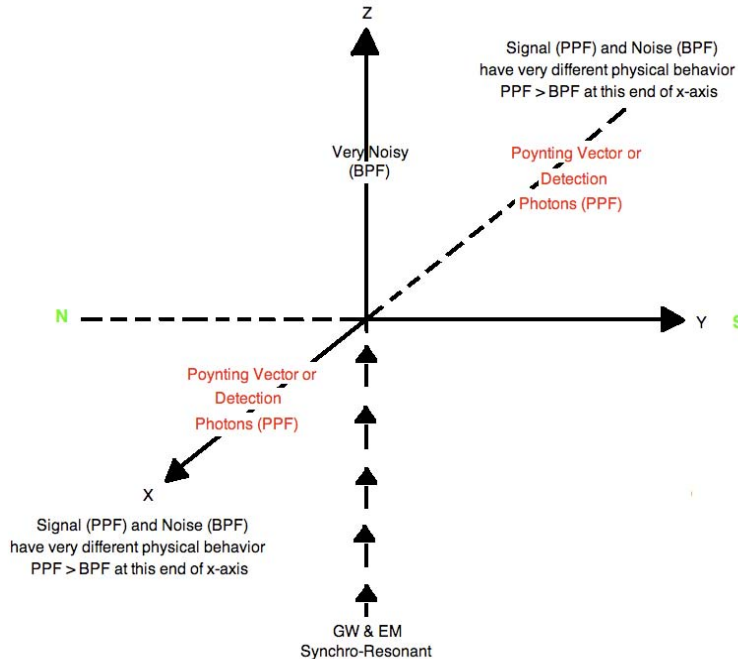 Z
Signal (PPF) and Noise (BPF)
have very different physical behavior
PPF > BPF at this end of x-axis
Very Noisy
(BPF)
Poynting Vector or
Detection
Photons (PPF)
N
Y
S
Poynting Vector or
Detection
Photons (PPF)
X
Signal (PPF) and Noise (BPF)
have very different physical behavior
PPF > BPF at this end of x-axis
GW & EM
Synchro-Resonant